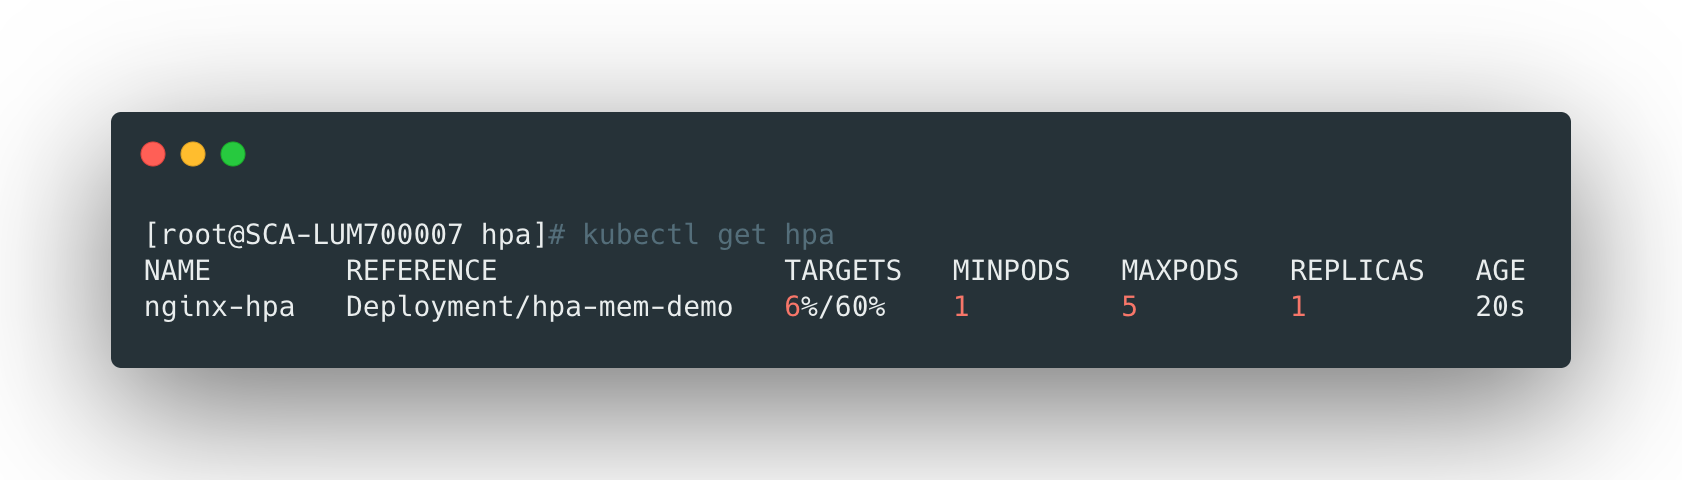 [root@SCA-LUM700007 hpa]# kubectl get hpa
NAME        REFERENCE                 TARGETS   MINPODS   MAXPODS   REPLICAS   AGE
nginx-hpa   Deployment/hpa-mem-demo   6%/60%    1         5         1          20s